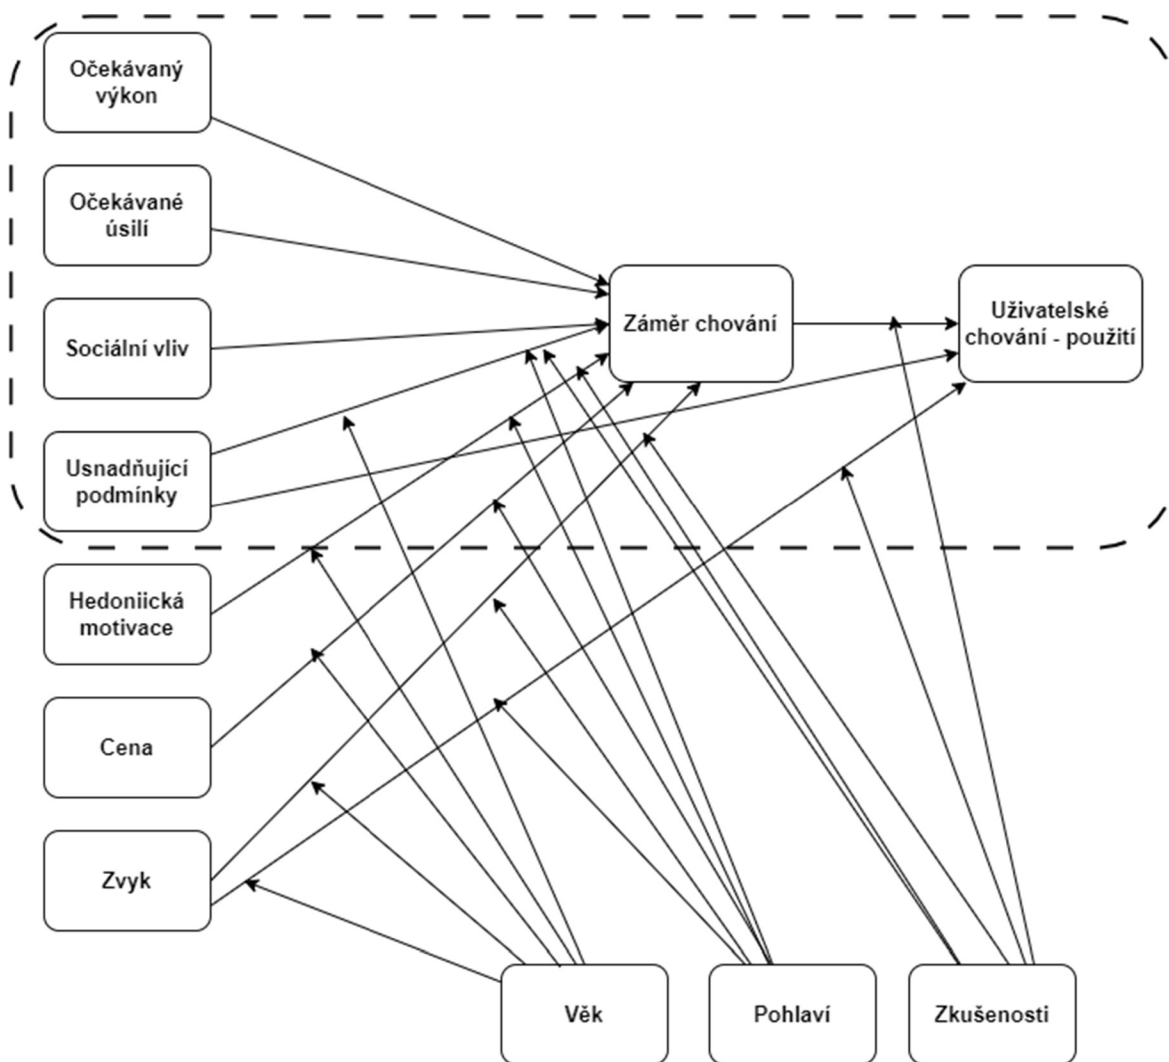 Očekávaný
výkon
Očekávané
úsilí
Sociální vliv
Záměr chování
Uživatelské
chování - použití
Usnadňující
podmínky
Hedoniická
motivace
Cena
Zvyk
Věk
Pohlaví
Zkušenosti